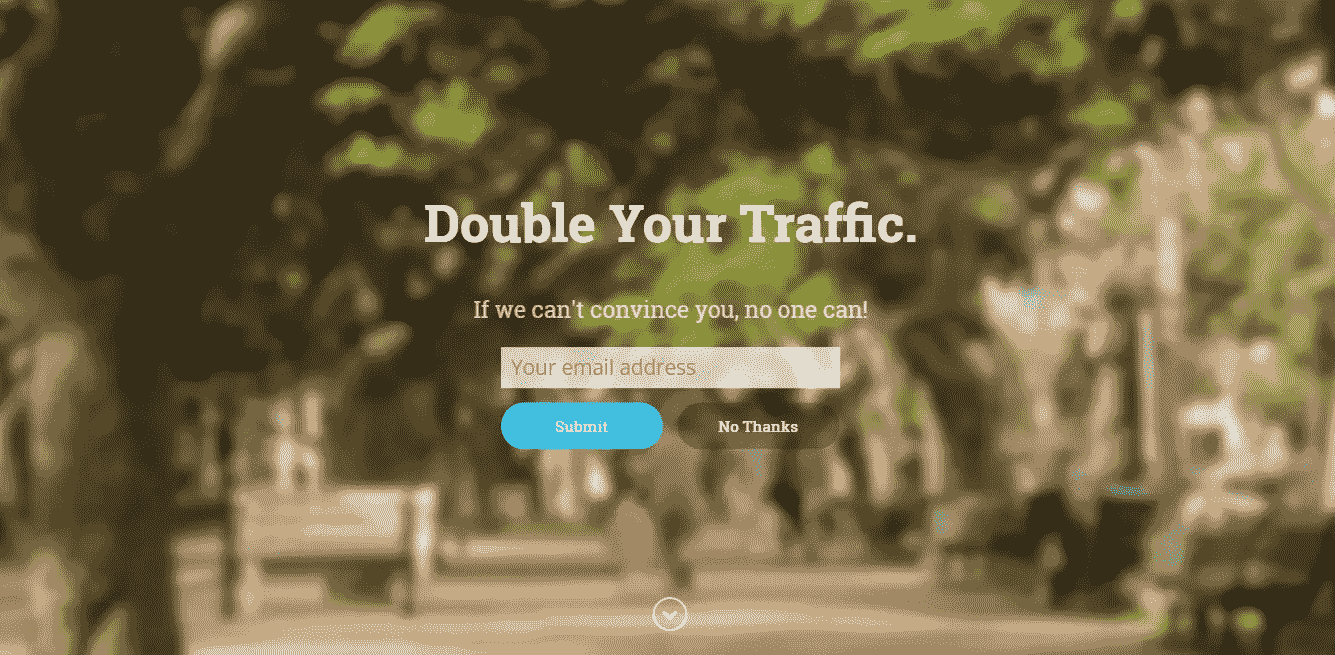 Double Your Traffic.
If we can't convince you, no one can!
Your email address
Submit
No Thanks